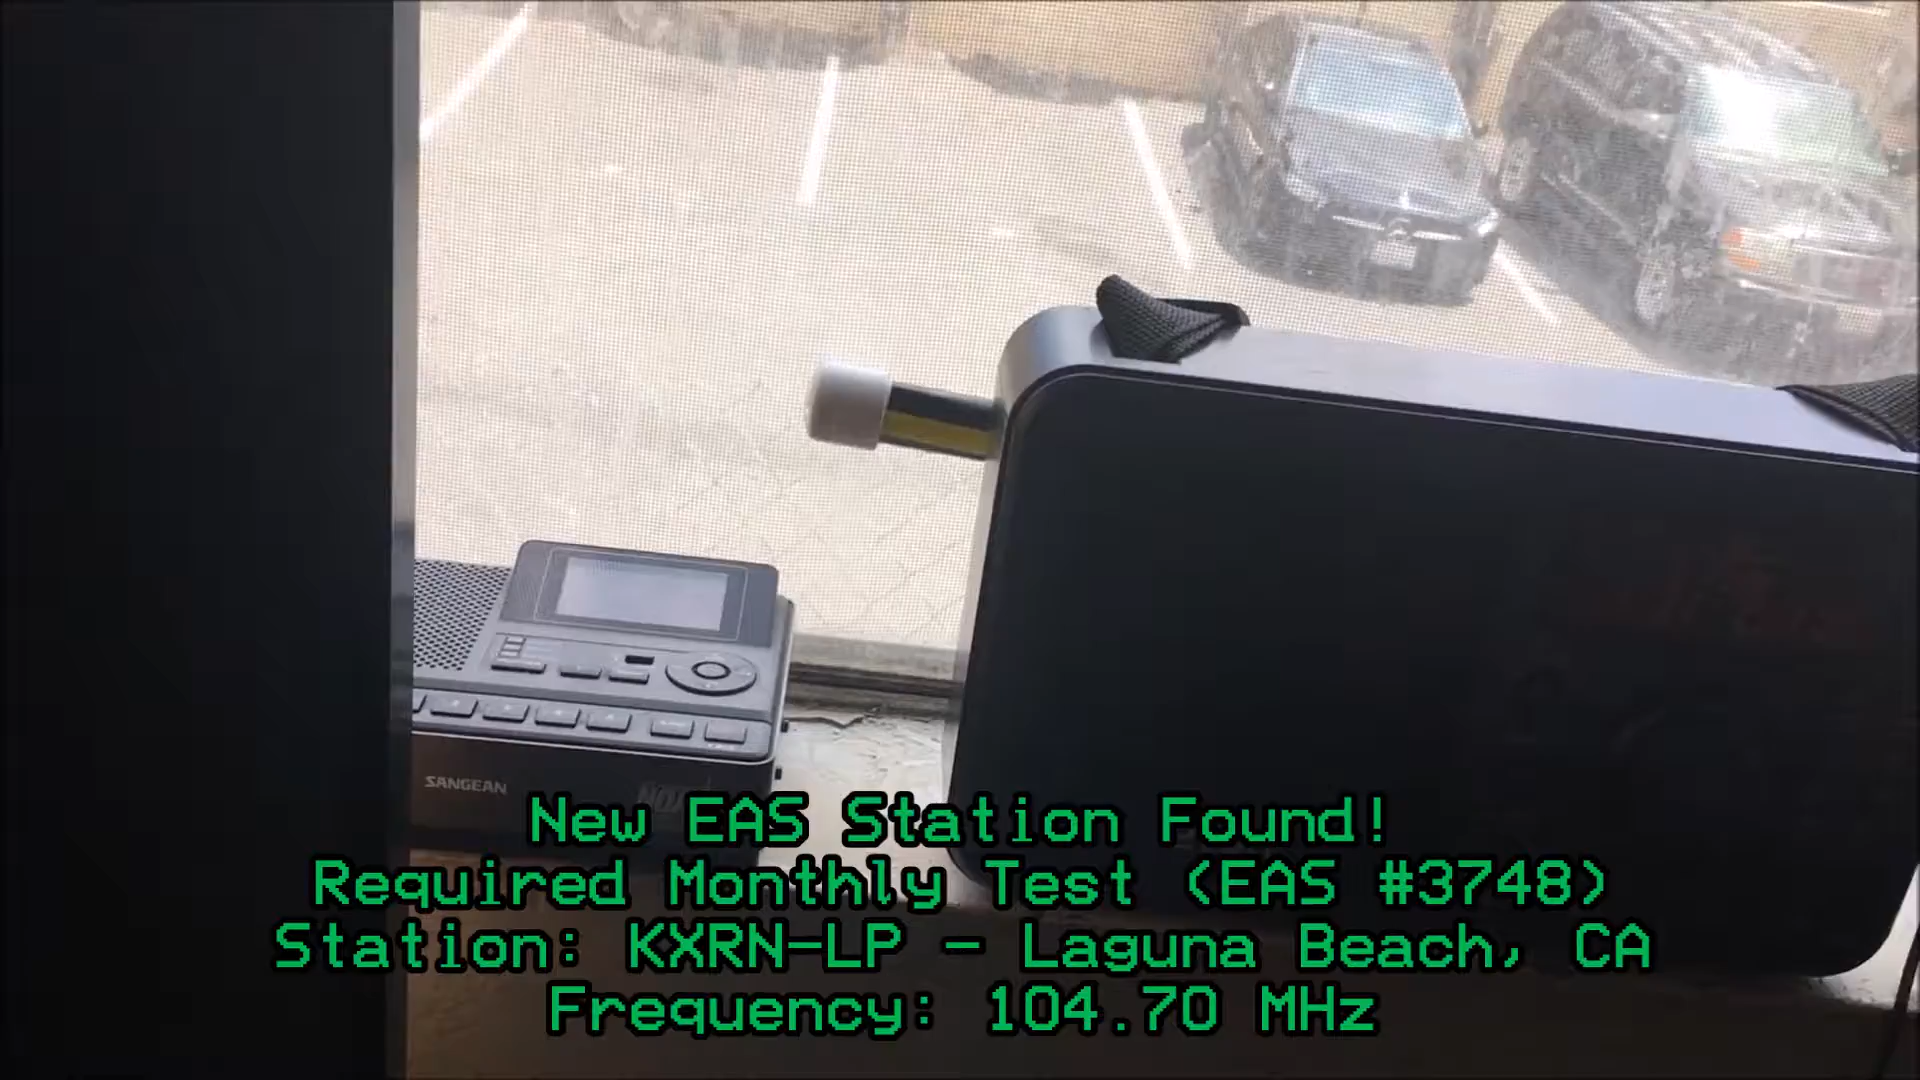 SANGEAN
New EAS Station Found!
Required Monthly Test (EAS #3748)
Station: KXRN-LP - Laguna Beach, CA
Frequency: 104.70 MHz